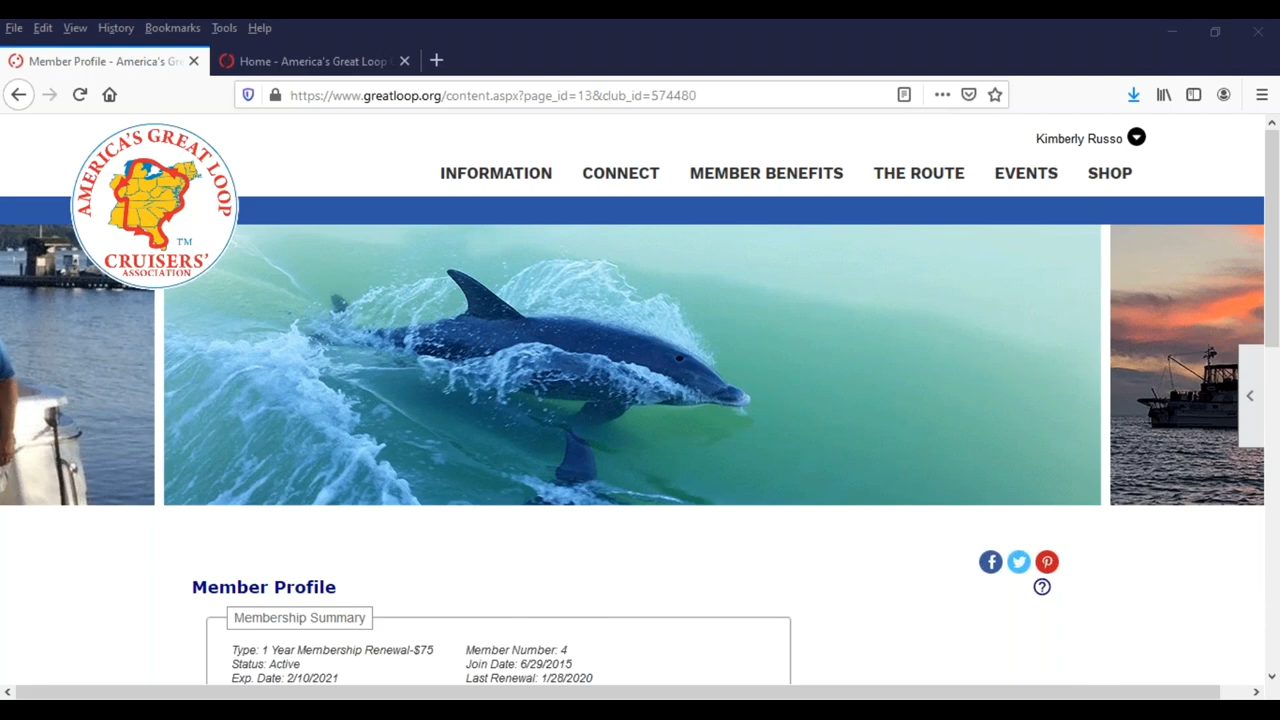 File Edit View History Bookmarks Tools Help
Member Profile - America's Gre
Home - America's Great Loop
https://www.greatloop.org/content.aspx?page_id=13&club_id=574480
AMERICA'S GREAT LOOP
TM
CRUISERS'
ASSOCIATION
Kimberly Russo
INFORMATION CONNECT MEMBER BENEFITS THE ROUTE EVENTS SHOP
Member Profile
Membership Summary
Type: 1 Year Membership Renewal-$75 Member Number: 4
Status: Active Join Date: 6/29/2015
Exp. Date: 2/10/2021 Last Renewal: 1/28/2020